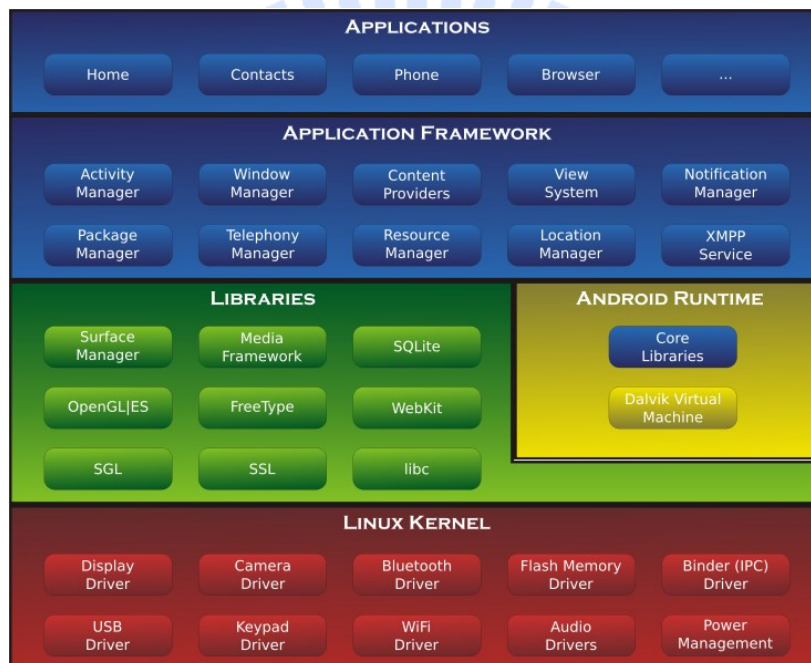 APPLICATIONS
Home Contacts Phone Browser ...
APPLICATION FRAMEWORK
Activity Manager
Window Manager
Content Providers
View System
Notification Manager
Package Manager
Telephony Manager
Resource Manager
Location Manager
XMPP Service
LIBRARIES
Surface Manager
Media Framework
SQLite
OpenGL|ES
FreeType
WebKit
SGL
SSL
libc
ANDROID RUNTIME
Core Libraries
Dalvik Virtual Machine
LINUX KERNEL
Display Driver
Camera Driver
Bluetooth Driver
Flash Memory Driver
Binder (IPC) Driver
USB Driver
Keypad Driver
WiFi Driver
Audio Drivers
Power Management